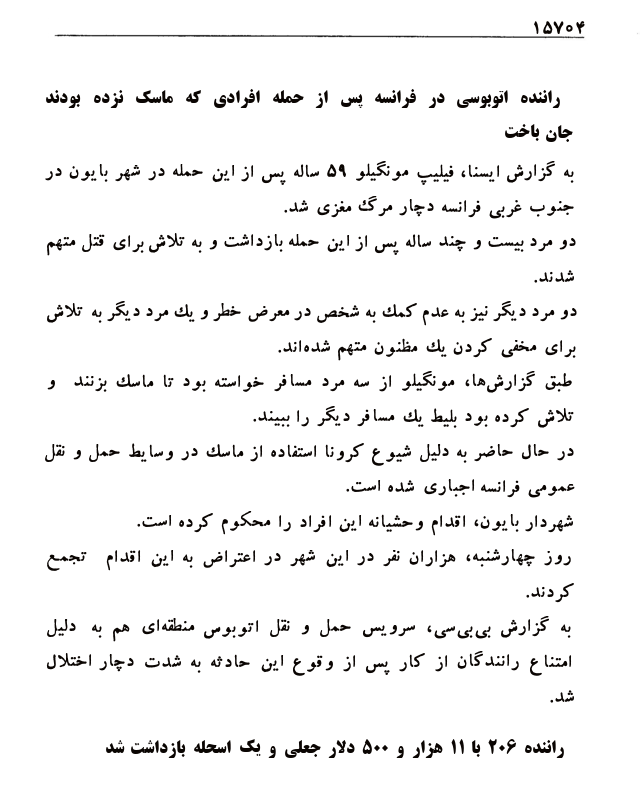 ۱۵۷۰۴
راننده اتوبوسی در فرانسه پس از حمله افرادی که ماسک نزده بودند
جان باخت
به گزارش ایسنا، فیلیپ مونگیلو ۵۹ ساله پس از این حمله در شهر بایون در
جنوب غربی فرانسه دچار مرگ مغزی شد.
دو مرد بیست و چند ساله پس از این حمله بازداشت و به تلاش برای قتل متهم
شدند.
دو مرد دیگر نیز به عدم کمك به شخص در معرض خطر و يك مرد دیگر به تلاش
برای مخفی کردن يك مظنون متهم شده‌اند.
طبق گزارش‌ها، مونگیلو از سه مرد مسافر خواسته بود تا ماسك بزنند و
تلاش کرده بود بلیط يك مسافر دیگر را ببیند.
در حال حاضر به دلیل شیوع کرونا استفاده از ماسك در وسایط حمل و نقل
عمومی فرانسه اجباری شده است.
شهردار بایون، اقدام وحشیانه این افراد را محکوم کرده است.
روز چهارشنبه، هزاران نفر در این شهر در اعتراض به این اقدام تجمع
کردند.
به گزارش بی‌بی‌سی، سرویس حمل و نقل اتوبوس منطقه‌ای هم به دلیل
امتناع رانندگان از کار پس از وقوع این حادثه به شدت دچار اختلال
شد.
راننده ۲۰۶ با ۱۱ هزار و ۵۰۰ دلار جعلی و یک اسحله بازداشت شد